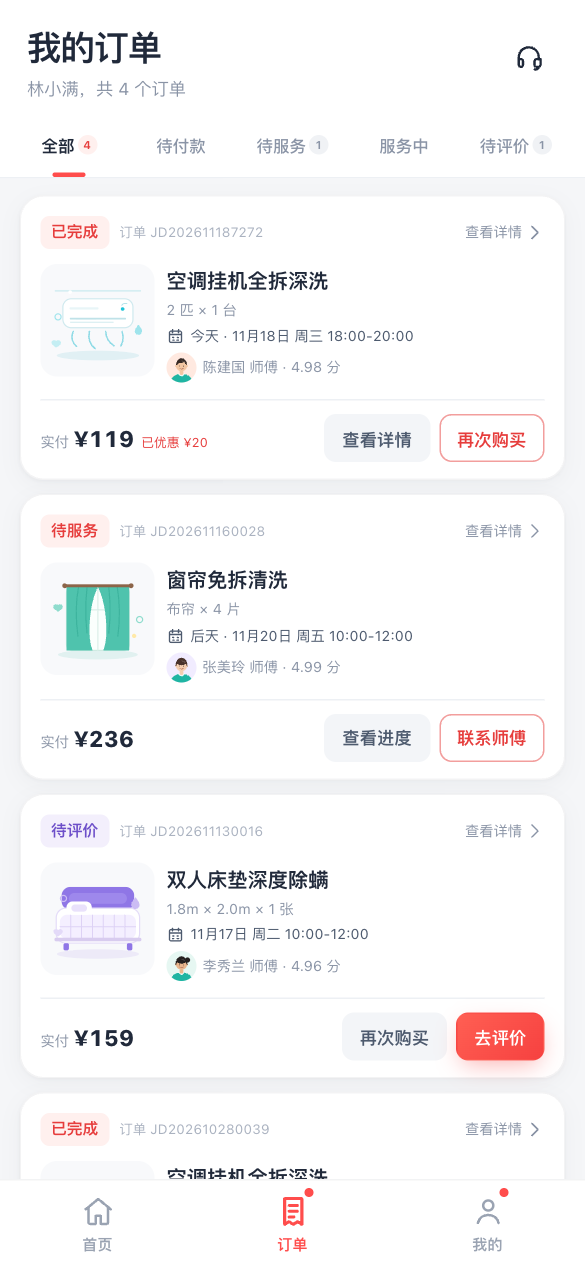 我的订单
林小满，共 4 个订单
全部 4 待付款 待服务 1 服务中 待评价 1
已完成 订单 JD202611187272 查看详情
空调挂机全拆深洗
2 匹 × 1 台
今天 · 11月18日 周三 18:00-20:00
陈建国 师傅 · 4.98 分
实付 ¥119 已优惠 ¥20 查看详情 再次购买
待服务 订单 JD202611160028 查看详情
窗帘免拆清洗
布帘 × 4 片
后天 · 11月20日 周五 10:00-12:00
张美玲 师傅 · 4.99 分
实付 ¥236 查看进度 联系师傅
待评价 订单 JD202611130016 查看详情
双人床垫深度除螨
1.8m × 2.0m × 1 张
11月17日 周二 10:00-12:00
李秀兰 师傅 · 4.96 分
实付 ¥159 再次购买 去评价
已完成 订单 JD202610280039 查看详情
空调挂机全拆深洗
首页 订单 我的